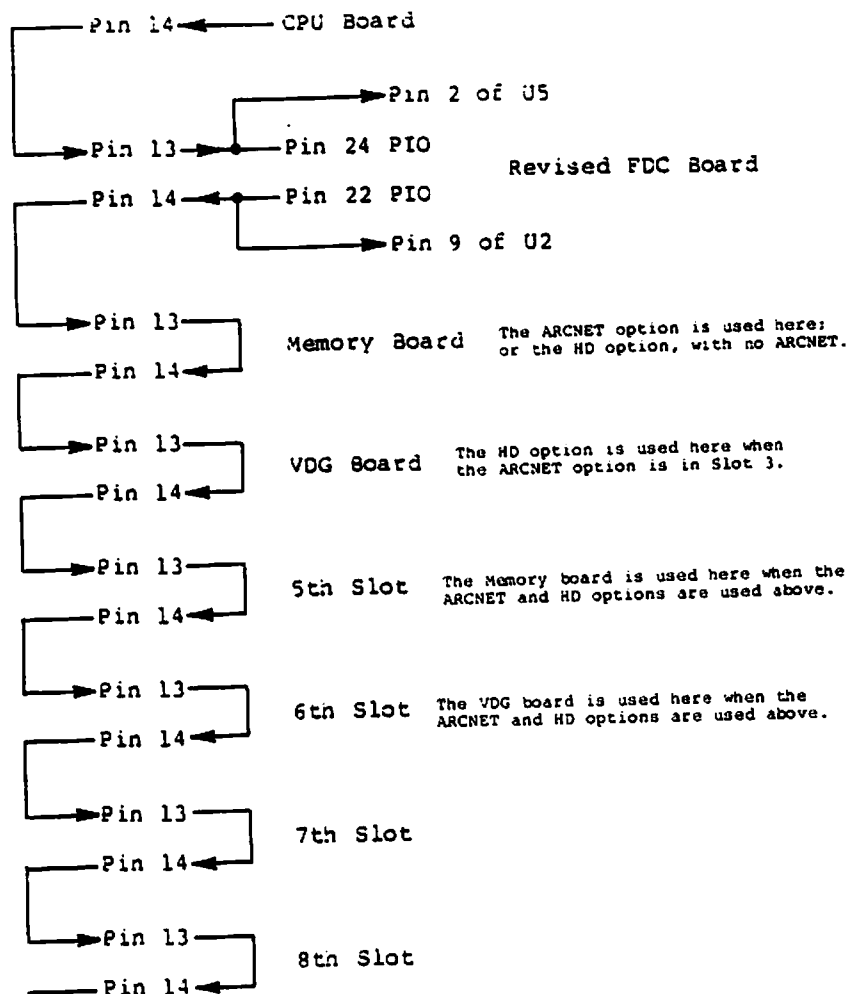 Pin 14 CPU Board
Pin 2 of U5
Pin 13 Pin 24 PIO
Revised FDC Board
Pin 14 Pin 22 PIO
Pin 9 of U2
Pin 13
Memory Board The ARCNET option is used here;
or the HD option, with no ARCNET.
Pin 14
Pin 13
VDG Board The HD option is used here when
the ARCNET option is in Slot 3.
Pin 14
Pin 13
5th Slot The Memory board is used here when the
ARCNET and HD options are used above.
Pin 14
Pin 13
6th Slot The VDG board is used here when the
ARCNET and HD options are used above.
Pin 14
Pin 13
7th Slot
Pin 14
Pin 13
8th Slot
Pin 14